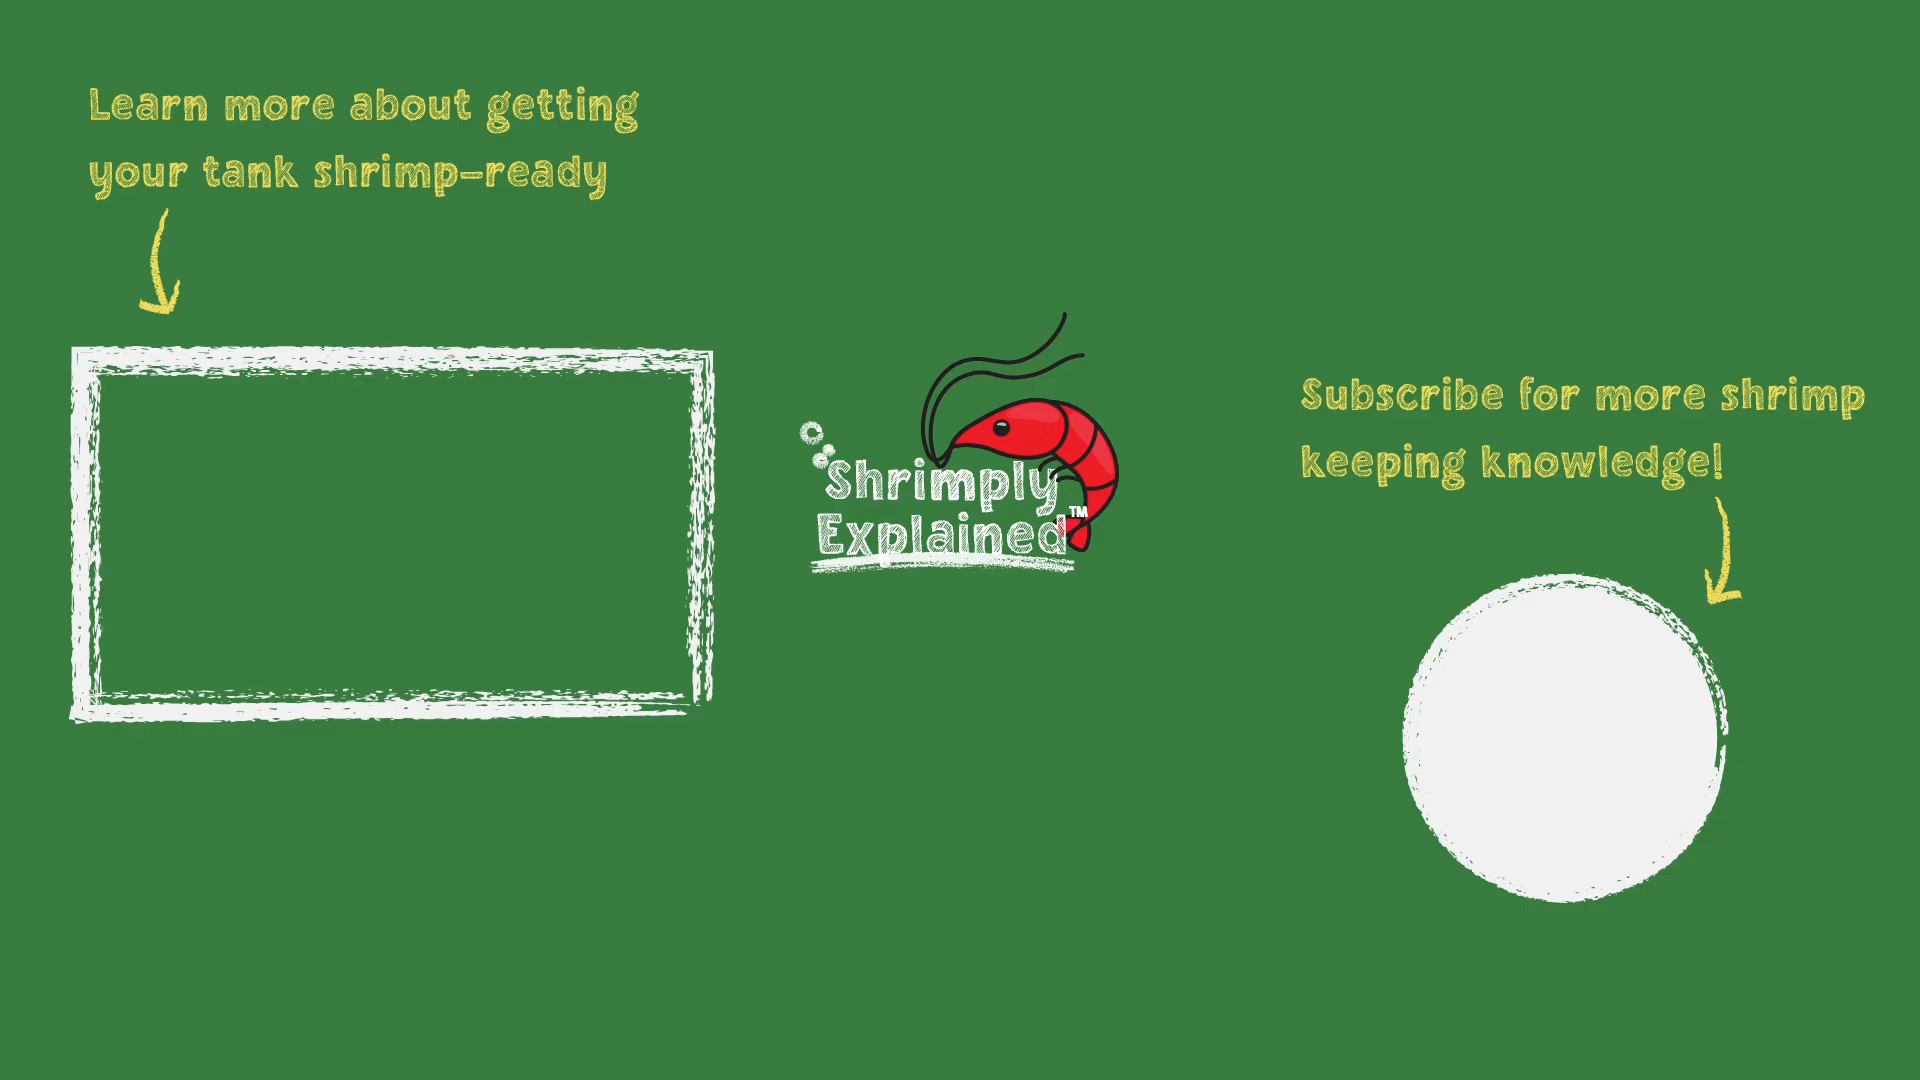 Learn more about getting
your tank shrimp-ready
Shrimply
Explained™
Subscribe for more shrimp
keeping knowledge!